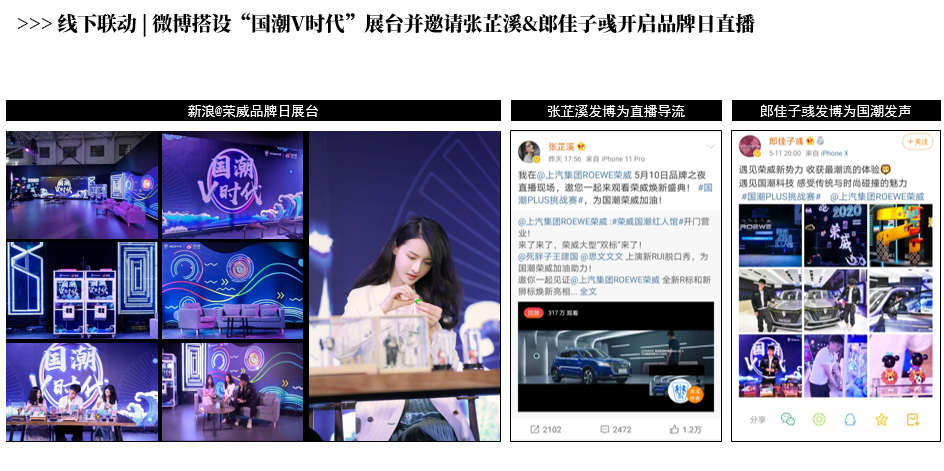 >>> 线下联动 | 微博搭设“国潮V时代”展台并邀请张芷溪&郎佳子彧开启品牌日直播
新浪@荣威品牌日展台
国潮
V时代
国潮
V时代
张芷溪发博为直播导流
张芷溪
昨天 17:56 来自 iPhone 11 Pro
我在@上汽集团ROEWE荣威 5月10日品牌之夜
直播现场，邀您一起来观看荣威焕新盛典！ #国
潮PLUS挑战赛#，为国潮荣威加油！
@上汽集团ROEWE荣威 :#荣威国潮红人馆#开门营
业！
来了来了，荣威大型“双标”来了！
@死胖子王建国 @思文文文 上演新RUI脱口秀，为
国潮荣威加油助力！
邀你一起见证@上汽集团ROEWE荣威 全新R标和新
狮标焕新亮相... 全文
回放 317万 观看
2102 2472 1.2万
郎佳子彧发博为国潮发声
郎佳子彧
+关注
5-11 20:00 来自 iPhone X
遇见荣威新势力 收获最潮流的体验
遇见国潮科技 感受传统与时尚碰撞的魅力
#国潮PLUS挑战赛# @上汽集团ROEWE荣威
ROEWE
2020
荣威
分享